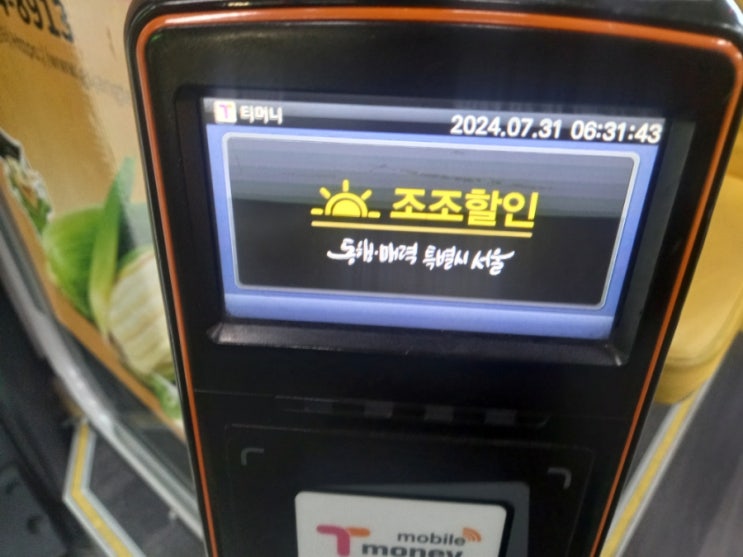 8913
티머니
2024.07.31 06:31:43
조조할인
동행·매력 특별시 서울
T mobile
money